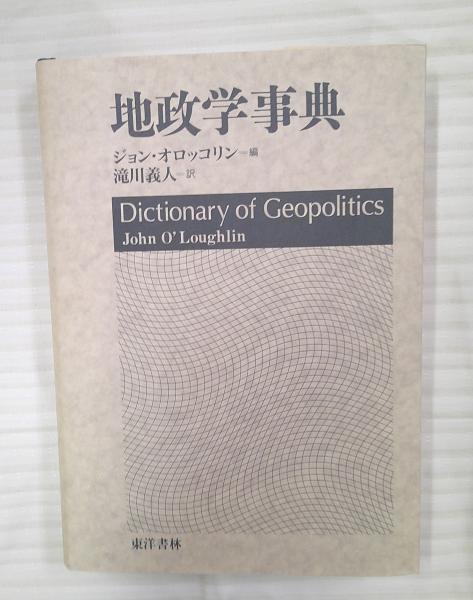 地政学事典
ジョン・オロッコリン=編
滝川義人=訳
Dictionary of Geopolitics
John O'Loughlin
東洋書林